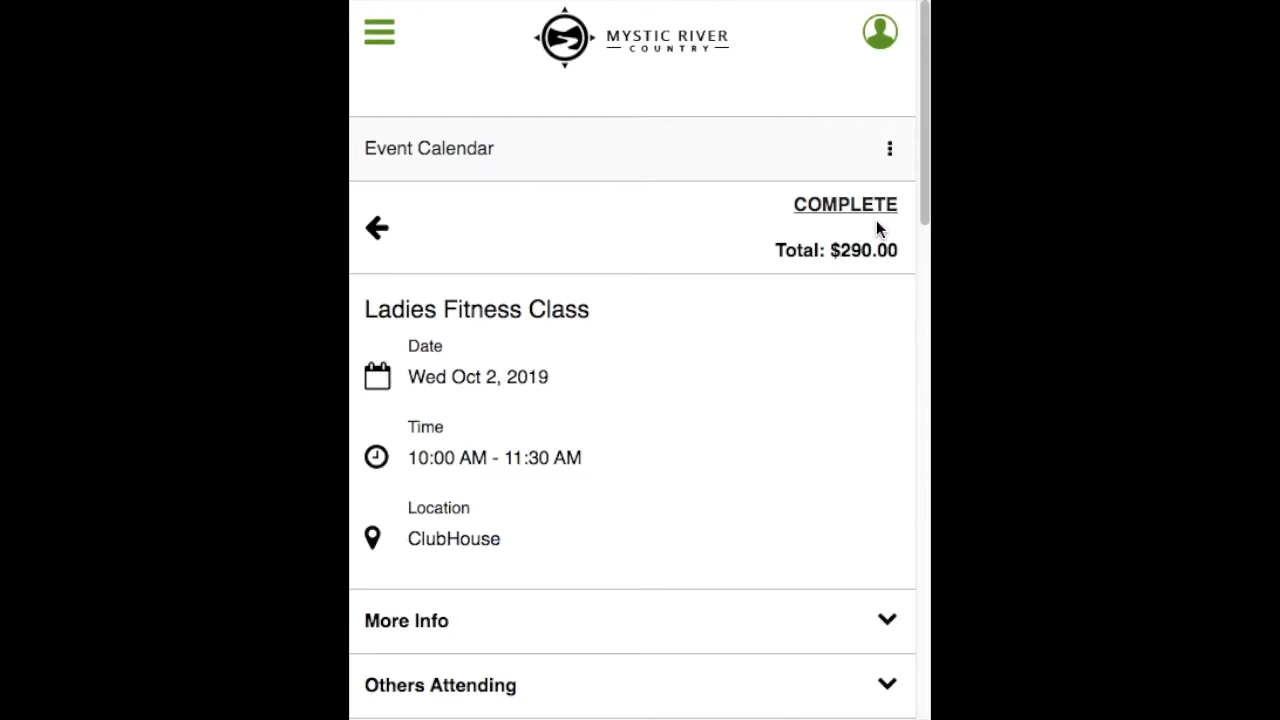 MYSTIC RIVER
COUNTRY
Event Calendar
COMPLETE
Total: $290.00
Ladies Fitness Class
Date
Wed Oct 2, 2019
Time
10:00 AM - 11:30 AM
Location
ClubHouse
More Info
Others Attending